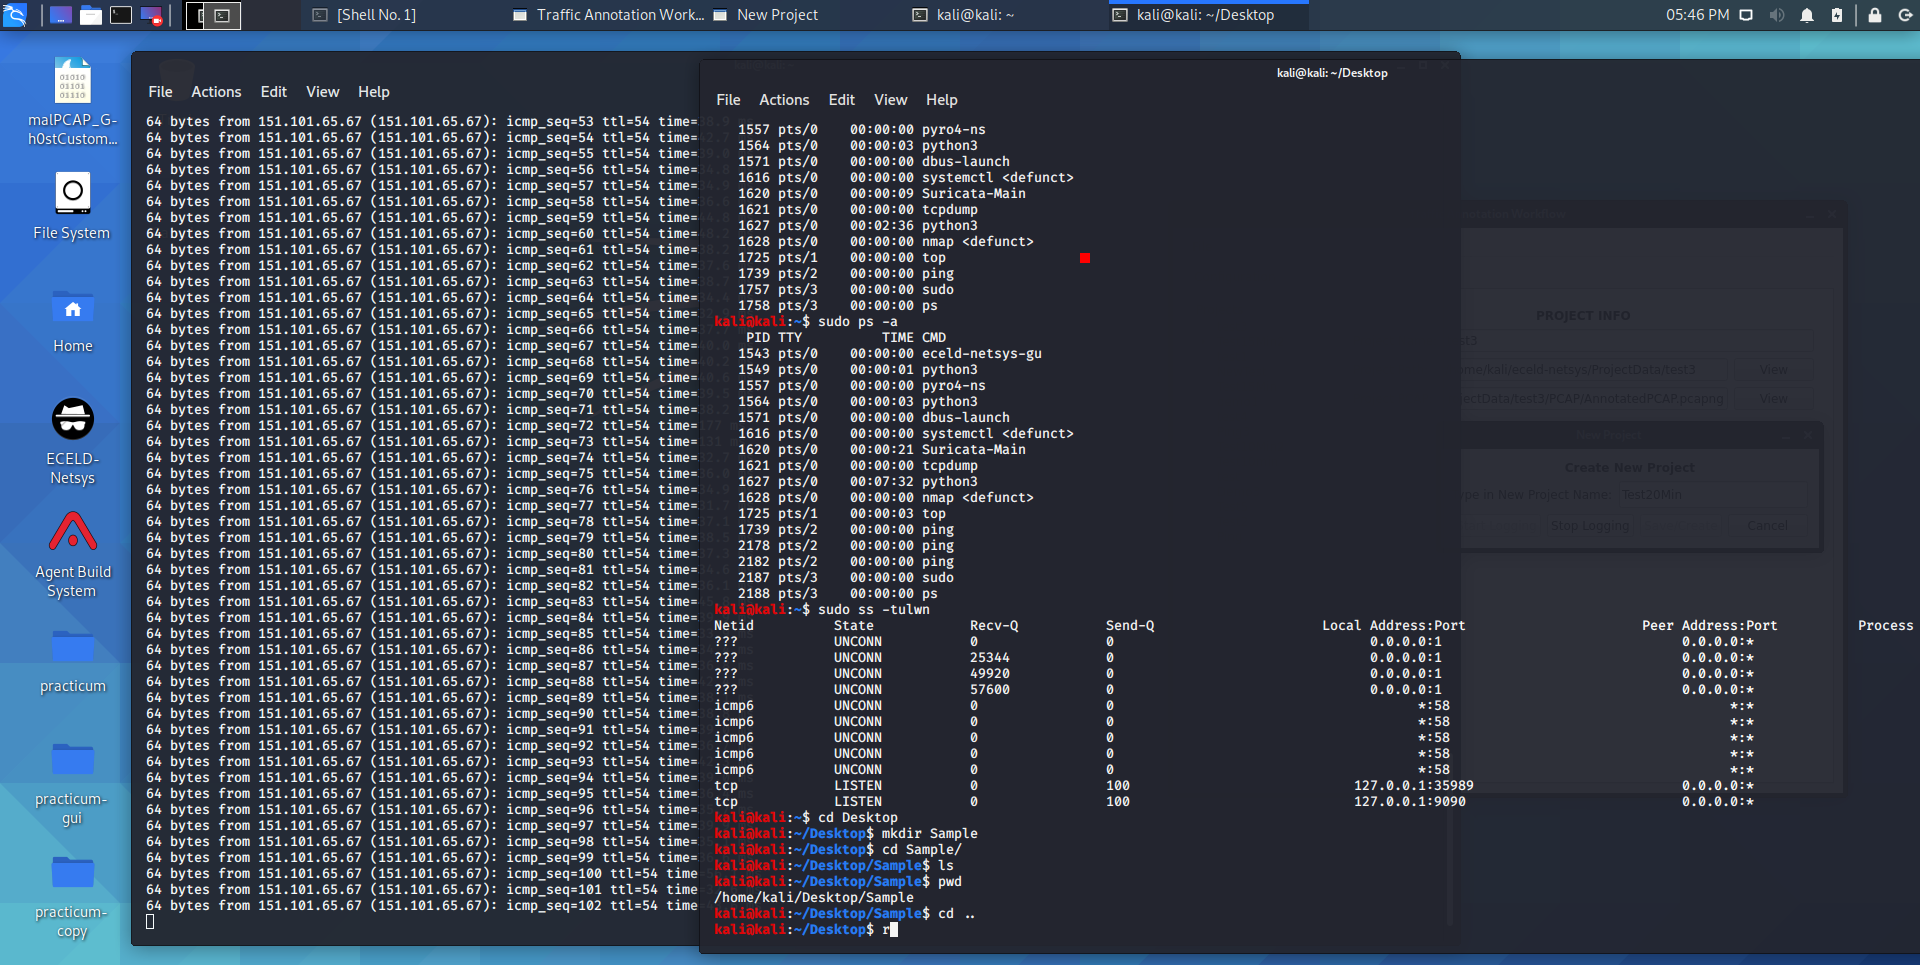 [Shell No. 1]
Traffic Annotation Work...
New Project
kali@kali: ~
kali@kali: ~/Desktop
05:46 PM
malPCAP_G-
h0stCustom...
File System
Home
ECELD-
Netsys
Agent Build
System
practicum
practicum-
gui
practicum-
copy
File Actions Edit View Help
64 bytes from 151.101.65.67 (151.101.65.67): icmp_seq=53 ttl=54 time=
64 bytes from 151.101.65.67 (151.101.65.67): icmp_seq=54 ttl=54 time=
64 bytes from 151.101.65.67 (151.101.65.67): icmp_seq=55 ttl=54 time=
64 bytes from 151.101.65.67 (151.101.65.67): icmp_seq=56 ttl=54 time=
64 bytes from 151.101.65.67 (151.101.65.67): icmp_seq=57 ttl=54 time=
64 bytes from 151.101.65.67 (151.101.65.67): icmp_seq=58 ttl=54 time=
64 bytes from 151.101.65.67 (151.101.65.67): icmp_seq=59 ttl=54 time=
64 bytes from 151.101.65.67 (151.101.65.67): icmp_seq=60 ttl=54 time=
64 bytes from 151.101.65.67 (151.101.65.67): icmp_seq=61 ttl=54 time=
64 bytes from 151.101.65.67 (151.101.65.67): icmp_seq=62 ttl=54 time=
64 bytes from 151.101.65.67 (151.101.65.67): icmp_seq=63 ttl=54 time=
64 bytes from 151.101.65.67 (151.101.65.67): icmp_seq=64 ttl=54 time=
64 bytes from 151.101.65.67 (151.101.65.67): icmp_seq=65 ttl=54 time=
64 bytes from 151.101.65.67 (151.101.65.67): icmp_seq=66 ttl=54 time=
64 bytes from 151.101.65.67 (151.101.65.67): icmp_seq=67 ttl=54 time=
64 bytes from 151.101.65.67 (151.101.65.67): icmp_seq=68 ttl=54 time=
64 bytes from 151.101.65.67 (151.101.65.67): icmp_seq=69 ttl=54 time=
64 bytes from 151.101.65.67 (151.101.65.67): icmp_seq=70 ttl=54 time=
64 bytes from 151.101.65.67 (151.101.65.67): icmp_seq=71 ttl=54 time=
64 bytes from 151.101.65.67 (151.101.65.67): icmp_seq=72 ttl=54 time=
64 bytes from 151.101.65.67 (151.101.65.67): icmp_seq=73 ttl=54 time=
64 bytes from 151.101.65.67 (151.101.65.67): icmp_seq=74 ttl=54 time=
64 bytes from 151.101.65.67 (151.101.65.67): icmp_seq=75 ttl=54 time=
64 bytes from 151.101.65.67 (151.101.65.67): icmp_seq=76 ttl=54 time=
64 bytes from 151.101.65.67 (151.101.65.67): icmp_seq=77 ttl=54 time=
64 bytes from 151.101.65.67 (151.101.65.67): icmp_seq=78 ttl=54 time=
64 bytes from 151.101.65.67 (151.101.65.67): icmp_seq=79 ttl=54 time=
64 bytes from 151.101.65.67 (151.101.65.67): icmp_seq=80 ttl=54 time=
64 bytes from 151.101.65.67 (151.101.65.67): icmp_seq=81 ttl=54 time=
64 bytes from 151.101.65.67 (151.101.65.67): icmp_seq=82 ttl=54 time=
64 bytes from 151.101.65.67 (151.101.65.67): icmp_seq=83 ttl=54 time=
64 bytes from 151.101.65.67 (151.101.65.67): icmp_seq=84 ttl=54 time=
64 bytes from 151.101.65.67 (151.101.65.67): icmp_seq=85 ttl=54 time=
64 bytes from 151.101.65.67 (151.101.65.67): icmp_seq=86 ttl=54 time=
64 bytes from 151.101.65.67 (151.101.65.67): icmp_seq=87 ttl=54 time=
64 bytes from 151.101.65.67 (151.101.65.67): icmp_seq=88 ttl=54 time=
64 bytes from 151.101.65.67 (151.101.65.67): icmp_seq=89 ttl=54 time=
64 bytes from 151.101.65.67 (151.101.65.67): icmp_seq=90 ttl=54 time=
64 bytes from 151.101.65.67 (151.101.65.67): icmp_seq=91 ttl=54 time=
64 bytes from 151.101.65.67 (151.101.65.67): icmp_seq=92 ttl=54 time=
64 bytes from 151.101.65.67 (151.101.65.67): icmp_seq=93 ttl=54 time=
64 bytes from 151.101.65.67 (151.101.65.67): icmp_seq=94 ttl=54 time=
64 bytes from 151.101.65.67 (151.101.65.67): icmp_seq=95 ttl=54 time=
64 bytes from 151.101.65.67 (151.101.65.67): icmp_seq=96 ttl=54 time=
64 bytes from 151.101.65.67 (151.101.65.67): icmp_seq=97 ttl=54 time=
64 bytes from 151.101.65.67 (151.101.65.67): icmp_seq=98 ttl=54 time=
64 bytes from 151.101.65.67 (151.101.65.67): icmp_seq=99 ttl=54 time=
64 bytes from 151.101.65.67 (151.101.65.67): icmp_seq=100 ttl=54 time=
64 bytes from 151.101.65.67 (151.101.65.67): icmp_seq=101 ttl=54 time=
64 bytes from 151.101.65.67 (151.101.65.67): icmp_seq=102 ttl=54 time=
kali@kali: ~/Desktop
File Actions Edit View Help
1557 pts/0 00:00:00 pyro4-ns
1564 pts/0 00:00:03 python3
1571 pts/0 00:00:00 dbus-launch
1616 pts/0 00:00:00 systemctl <defunct>
1620 pts/0 00:00:09 Suricata-Main
1621 pts/0 00:00:00 tcpdump
1627 pts/0 00:02:36 python3
1628 pts/0 00:00:00 nmap <defunct>
1725 pts/1 00:00:00 top
1739 pts/2 00:00:00 ping
1757 pts/3 00:00:00 sudo
1758 pts/3 00:00:00 ps
kali@kali:~$ sudo ps -a
PID TTY TIME CMD
1543 pts/0 00:00:00 eceld-netsys-gu
1549 pts/0 00:00:01 python3
1557 pts/0 00:00:00 pyro4-ns
1564 pts/0 00:00:03 python3
1571 pts/0 00:00:00 dbus-launch
1616 pts/0 00:00:00 systemctl <defunct>
1620 pts/0 00:00:21 Suricata-Main
1621 pts/0 00:00:00 tcpdump
1627 pts/0 00:07:32 python3
1628 pts/0 00:00:00 nmap <defunct>
1725 pts/1 00:00:03 top
1739 pts/2 00:00:00 ping
2178 pts/2 00:00:00 ping
2182 pts/2 00:00:00 ping
2187 pts/3 00:00:00 sudo
2188 pts/3 00:00:00 ps
kali@kali:~$ sudo ss -tulwn
Netid State Recv-Q Send-Q Local Address:Port Peer Address:Port Process
??? UNCONN 0 0 0.0.0.0:1 0.0.0.0:*
??? UNCONN 25344 0 0.0.0.0:1 0.0.0.0:*
??? UNCONN 49920 0 0.0.0.0:1 0.0.0.0:*
??? UNCONN 57600 0 0.0.0.0:1 0.0.0.0:*
icmp6 UNCONN 0 0 *:58 *:*
icmp6 UNCONN 0 0 *:58 *:*
icmp6 UNCONN 0 0 *:58 *:*
icmp6 UNCONN 0 0 *:58 *:*
icmp6 UNCONN 0 0 *:58 *:*
tcp LISTEN 0 100 127.0.0.1:35989 0.0.0.0:*
tcp LISTEN 0 100 127.0.0.1:9090 0.0.0.0:*
kali@kali:~$ cd Desktop
kali@kali:~/Desktop$ mkdir Sample
kali@kali:~/Desktop$ cd Sample/
kali@kali:~/Desktop/Sample$ ls
kali@kali:~/Desktop/Sample$ pwd
/home/kali/Desktop/Sample
kali@kali:~/Desktop/Sample$ cd ..
kali@kali:~/Desktop$ r
PROJECT INFO
/kali/eceld-netsys/ProjectData/test3 View
/test3/PCAP/AnnotatedPCAP.pcapng View
New Project
Create New Project
in New Project Name Test20Min
Stop Logging Cancel